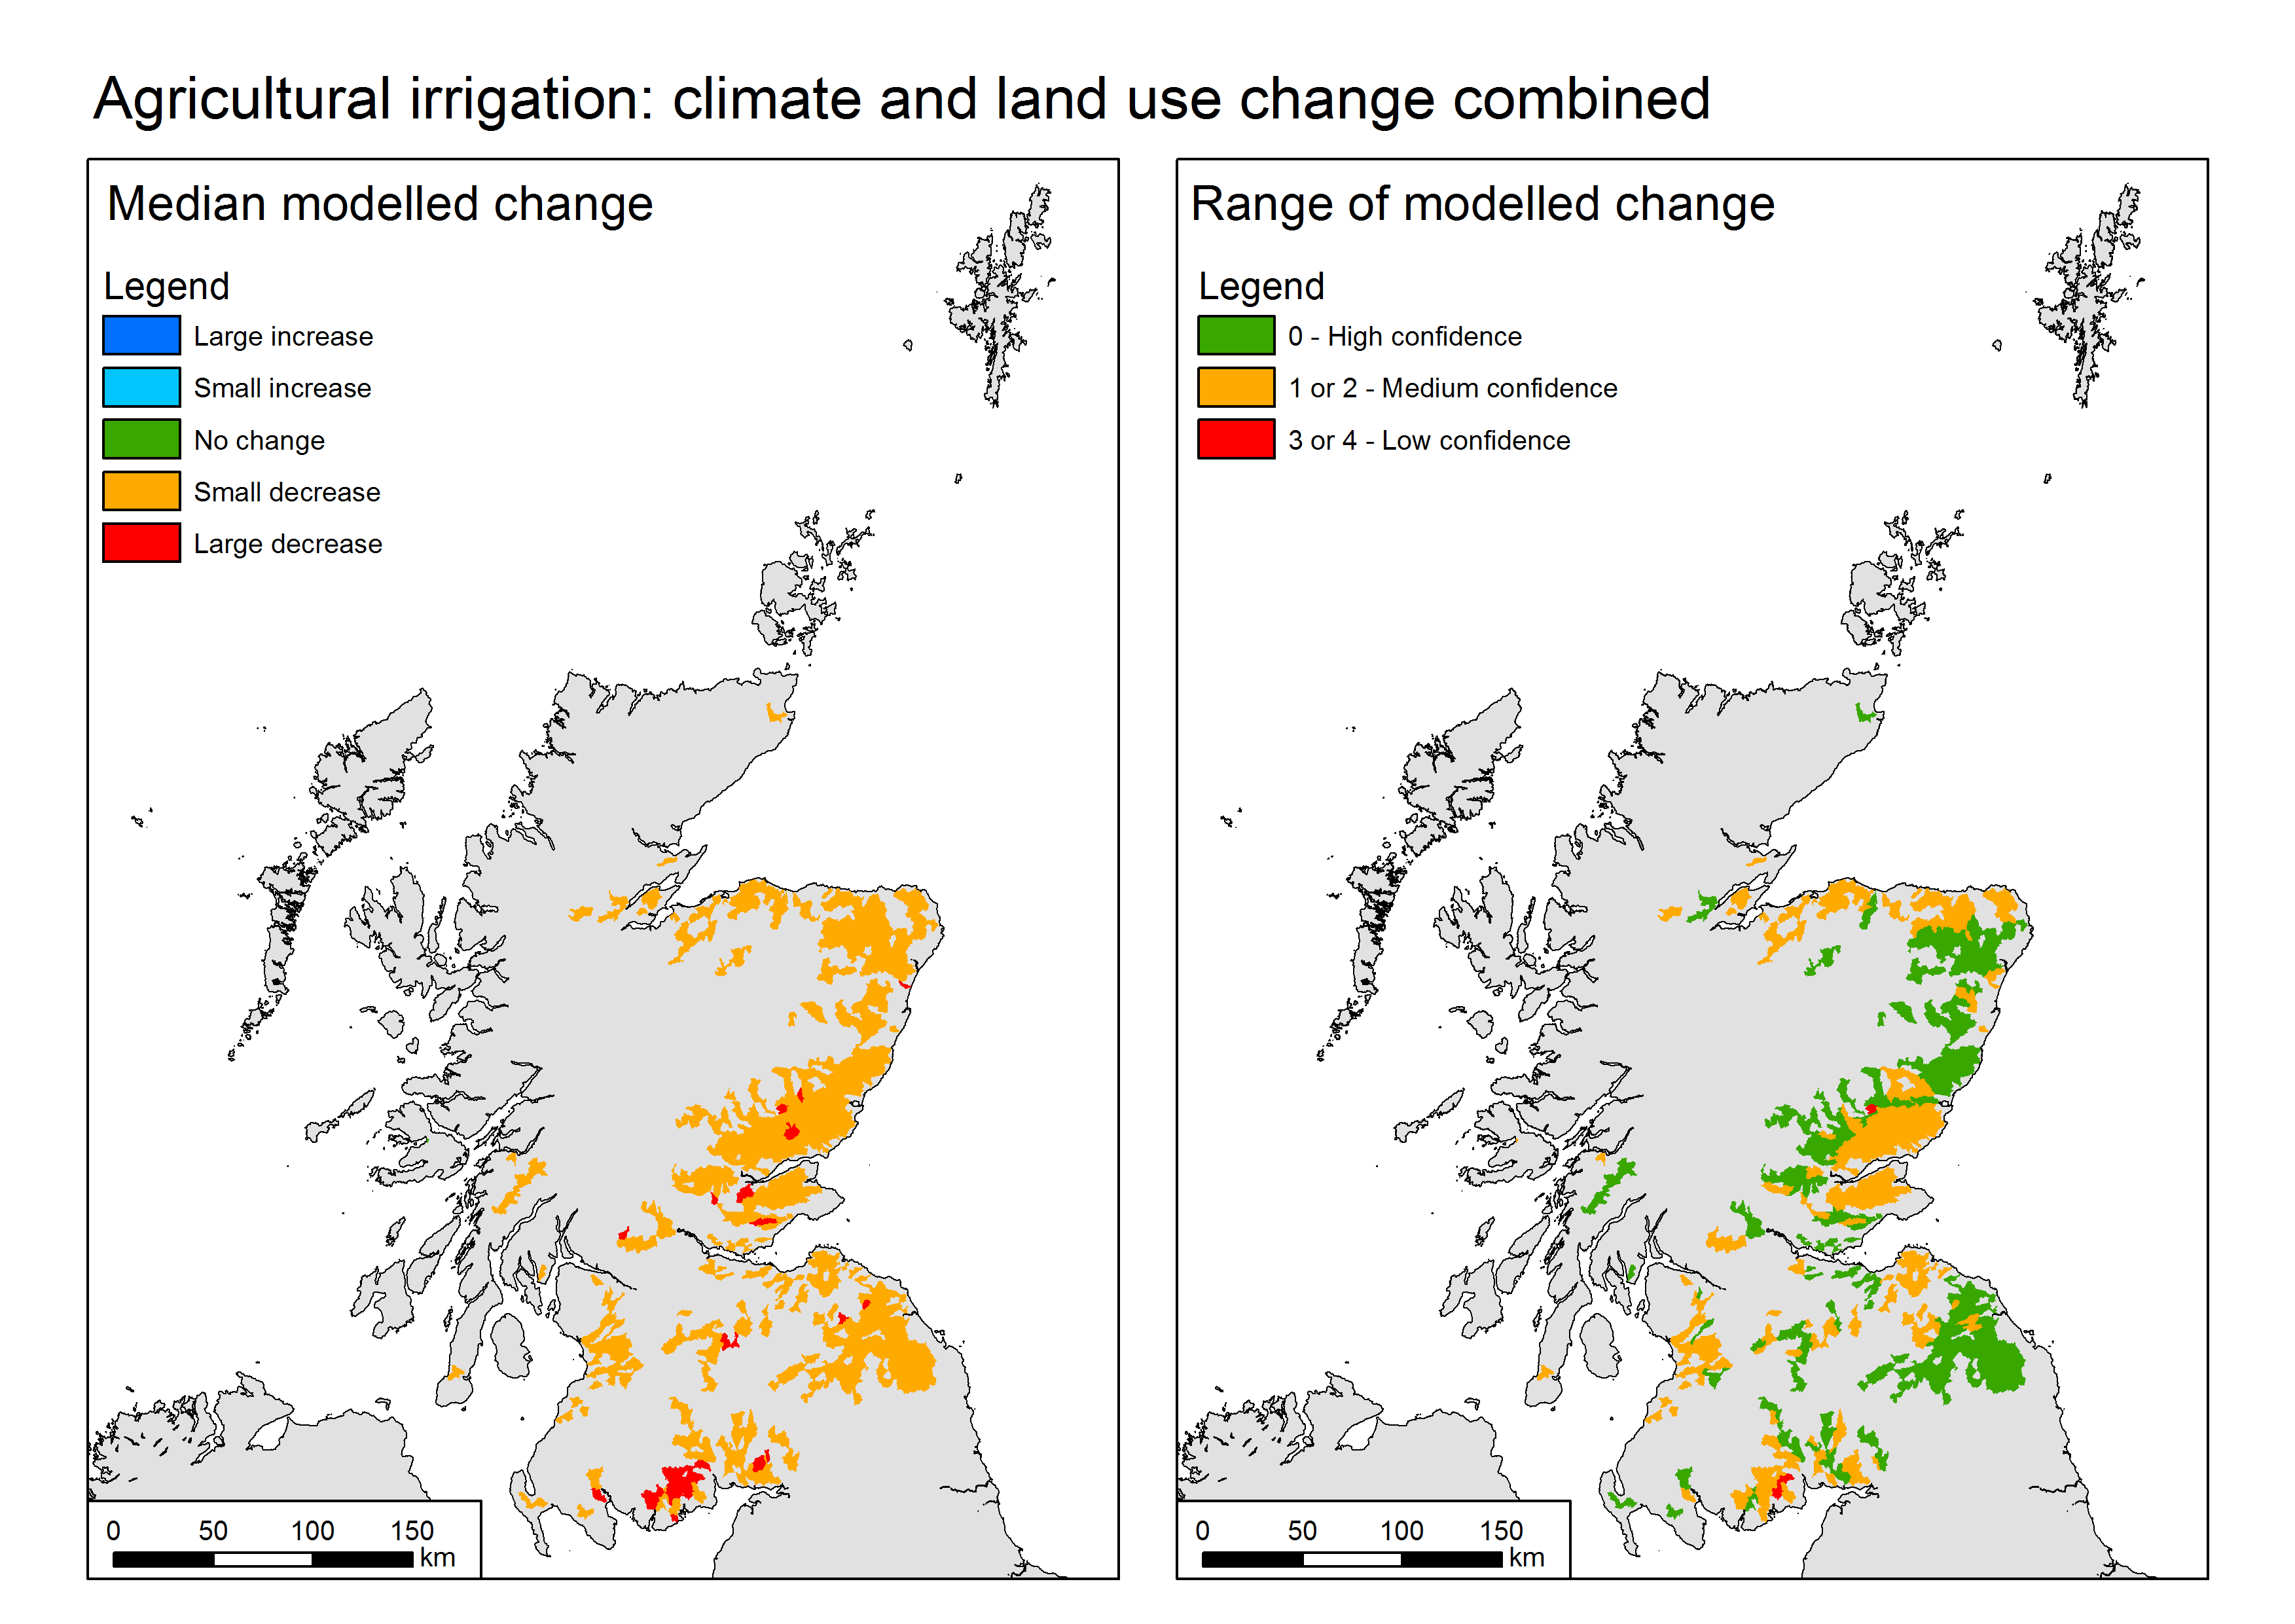 Agricultural irrigation: climate and land use change combined
Median modelled change
Legend
Large increase
Small increase
No change
Small decrease
Large decrease
0 50 100 150
km
Range of modelled change
Legend
0 - High confidence
1 or 2 - Medium confidence
3 or 4 - Low confidence
0 50 100 150
km